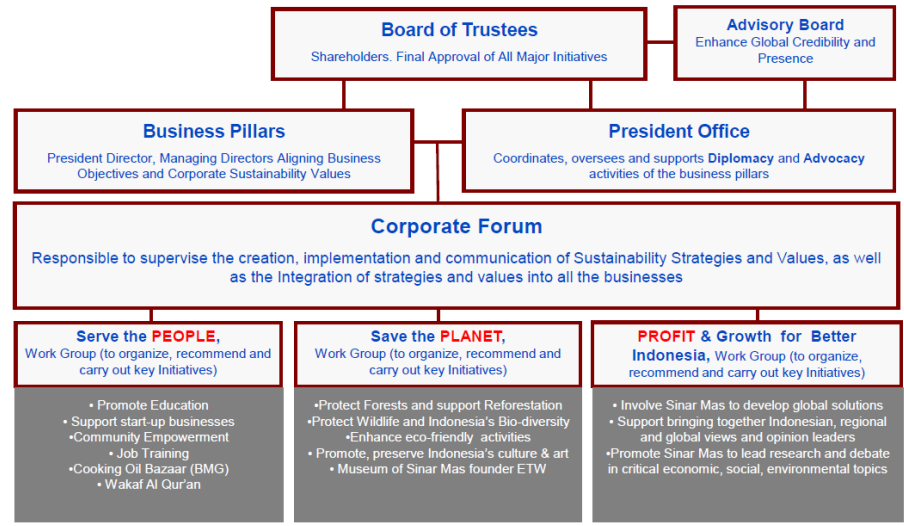 Board of Trustees
Shareholders. Final Approval of All Major Initiatives
Advisory Board
Enhance Global Credibility and
Presence
Business Pillars
President Director, Managing Directors Aligning Business
Objectives and Corporate Sustainability Values
President Office
Coordinates, oversees and supports Diplomacy and Advocacy
activities of the business pillars
Corporate Forum
Responsible to supervise the creation, implementation and communication of Sustainability Strategies and Values, as well
as the Integration of strategies and values into all the businesses
Serve the PEOPLE,
Work Group (to organize, recommend and
carry out key Initiatives)
• Promote Education
• Support start-up businesses
•Community Empowerment
• Job Training
•Cooking Oil Bazaar (BMG)
• Wakaf Al Qur'an
Save the PLANET,
Work Group (to organize, recommend and
carry out key Initiatives)
•Protect Forests and support Reforestation
•Protect Wildlife and Indonesia's Bio-diversity
•Enhance eco-friendly activities
• Promote, preserve Indonesia's culture & art
• Museum of Sinar Mas founder ETW
PROFIT & Growth for Better
Indonesia, Work Group (to organize,
recommend and carry out key Initiatives)
• Involve Sinar Mas to develop global solutions
• Support bringing together Indonesian, regional
and global views and opinion leaders
•Promote Sinar Mas to lead research and debate
in critical economic, social, environmental topics